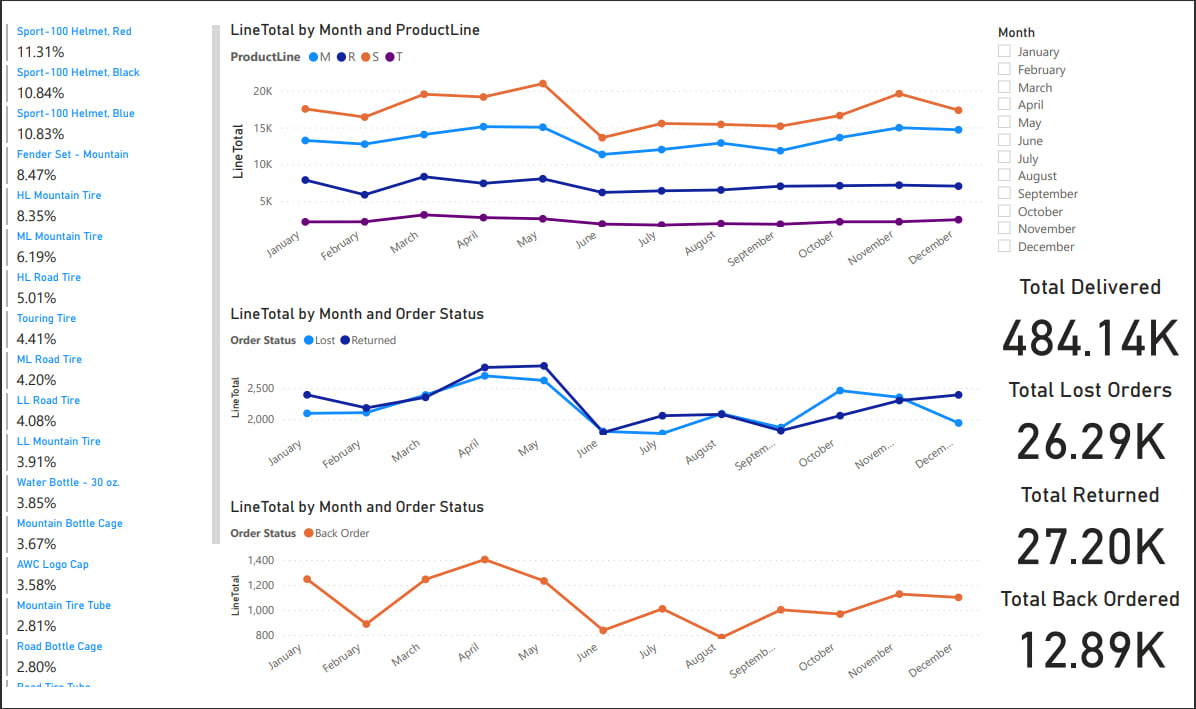 Sport-100 Helmet, Red
11.31%
Sport-100 Helmet, Black
10.84%
Sport-100 Helmet, Blue
10.83%
Fender Set - Mountain
8.47%
HL Mountain Tire
8.35%
ML Mountain Tire
6.19%
HL Road Tire
5.01%
Touring Tire
4.41%
ML Road Tire
4.20%
LL Road Tire
4.08%
LL Mountain Tire
3.91%
Water Bottle - 30 oz.
3.85%
Mountain Bottle Cage
3.67%
AWC Logo Cap
3.58%
Mountain Tire Tube
2.81%
Road Bottle Cage
2.80%
Road Tire Tube
LineTotal by Month and ProductLine
ProductLine M R S T
LineTotal
20K
15K
10K
5K
January February March April May June July August September October November December
LineTotal by Month and Order Status
Order Status Lost Returned
LineTotal
2,500
2,000
January February March April May June July August Septem... October Novem... Decem...
LineTotal by Month and Order Status
Order Status Back Order
LineTotal
1,400
1,200
1,000
800
January February March April May June July August Septemb... October November December
Month
January
February
March
April
May
June
July
August
September
October
November
December
Total Delivered
484.14K
Total Lost Orders
26.29K
Total Returned
27.20K
Total Back Ordered
12.89K